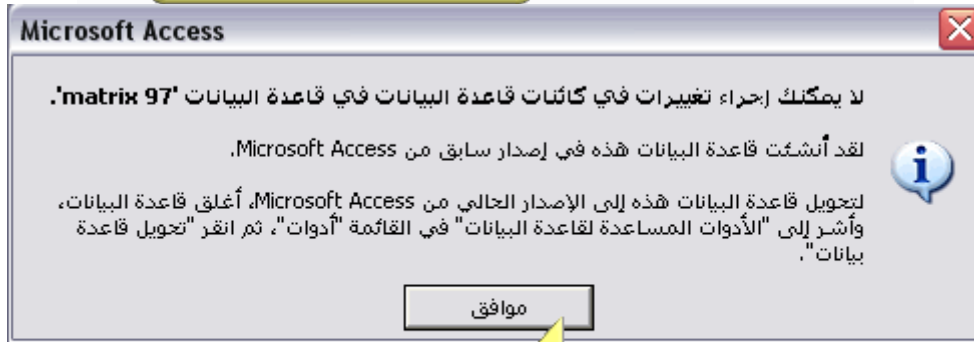 Microsoft Access
لا يمكنك إجراء تغييرات في كائنات قاعدة البيانات في قاعدة البيانات 'matrix 97'.
لقد أنشئت قاعدة البيانات هذه في إصدار سابق من Microsoft Access.
لتحويل قاعدة البيانات هذه إلى الإصدار الحالي من Microsoft Access، أغلق قاعدة البيانات،
وأشر إلى "الأدوات المساعدة لقاعدة البيانات" في القائمة "أدوات"، ثم انقر "تحويل قاعدة
بيانات".
موافق